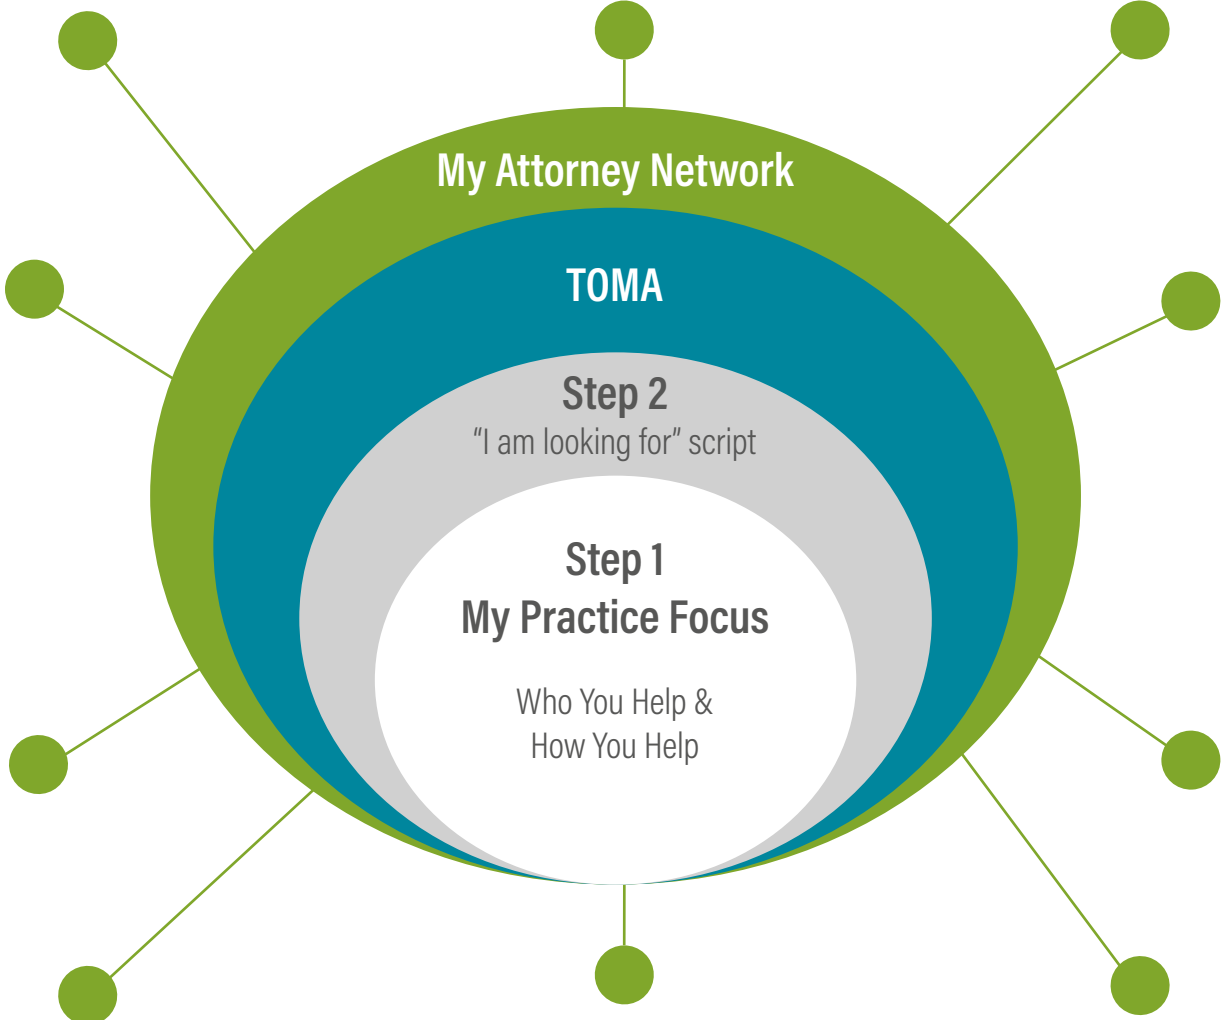 My Attorney Network
TOMA
Step 2
“I am looking for” script
Step 1
My Practice Focus
Who You Help &
How You Help